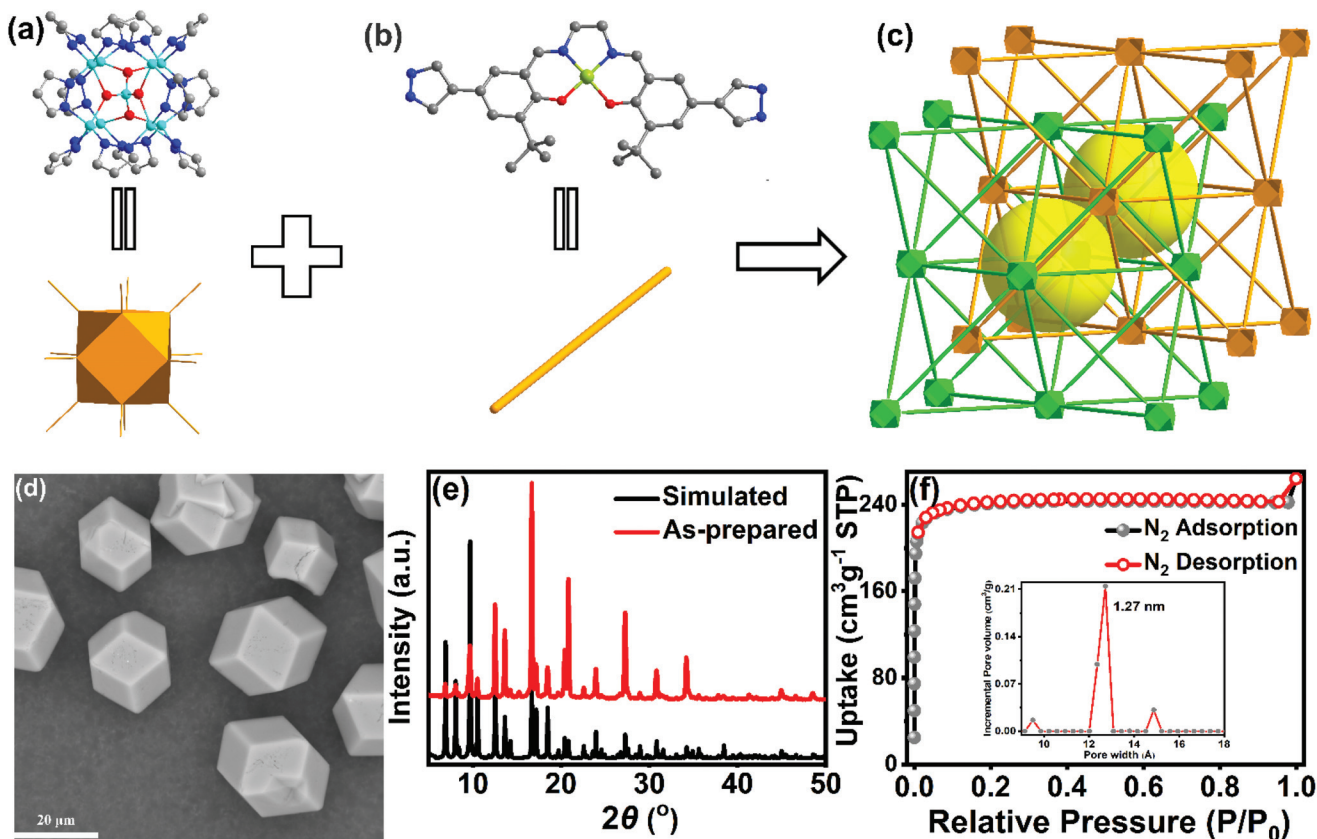 (a)
(b)
(c)
(d)
20 μm
(e)
Simulated
As-prepared
Intensity (a.u.)
10
20
30
40
50
2θ (°)
(f)
N₂ Adsorption
N₂ Desorption
Uptake (cm³g⁻¹ STP)
240
160
80
0
0.0
0.2
0.4
0.6
0.8
1.0
Relative Pressure (P/P₀)
1.27 nm
Incremental Pore volume (cm³/g)
0.21
0.14
0.07
0.00
10
12
14
16
18
Pore width (Å)